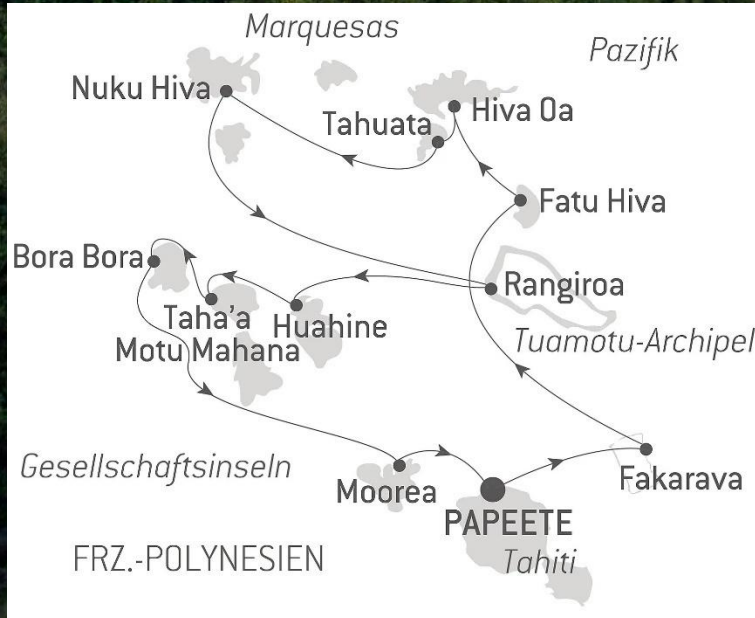 Marquesas
Pazifik
Nuku Hiva
Hiva Oa
Tahuata
Fatu Hiva
Bora Bora
Rangiroa
Taha'a
Motu Mahana
Huahine
Tuamotu-Archipel
Gesellschaftsinseln
Moorea
Fakarava
PAPEETE
Tahiti
FRZ.-POLYNESIEN